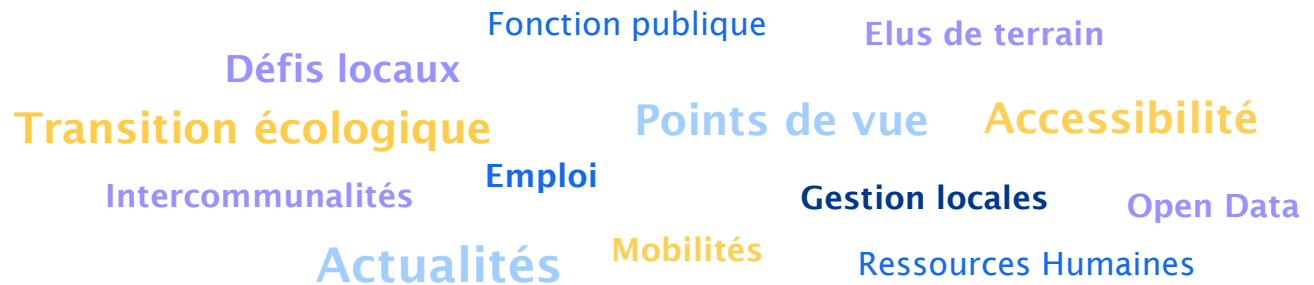 Fonction publique
Elus de terrain
Défis locaux
Transition écologique
Points de vue
Accessibilité
Emploi
Intercommunalités
Gestion locales
Open Data
Actualités
Mobilités
Ressources Humaines